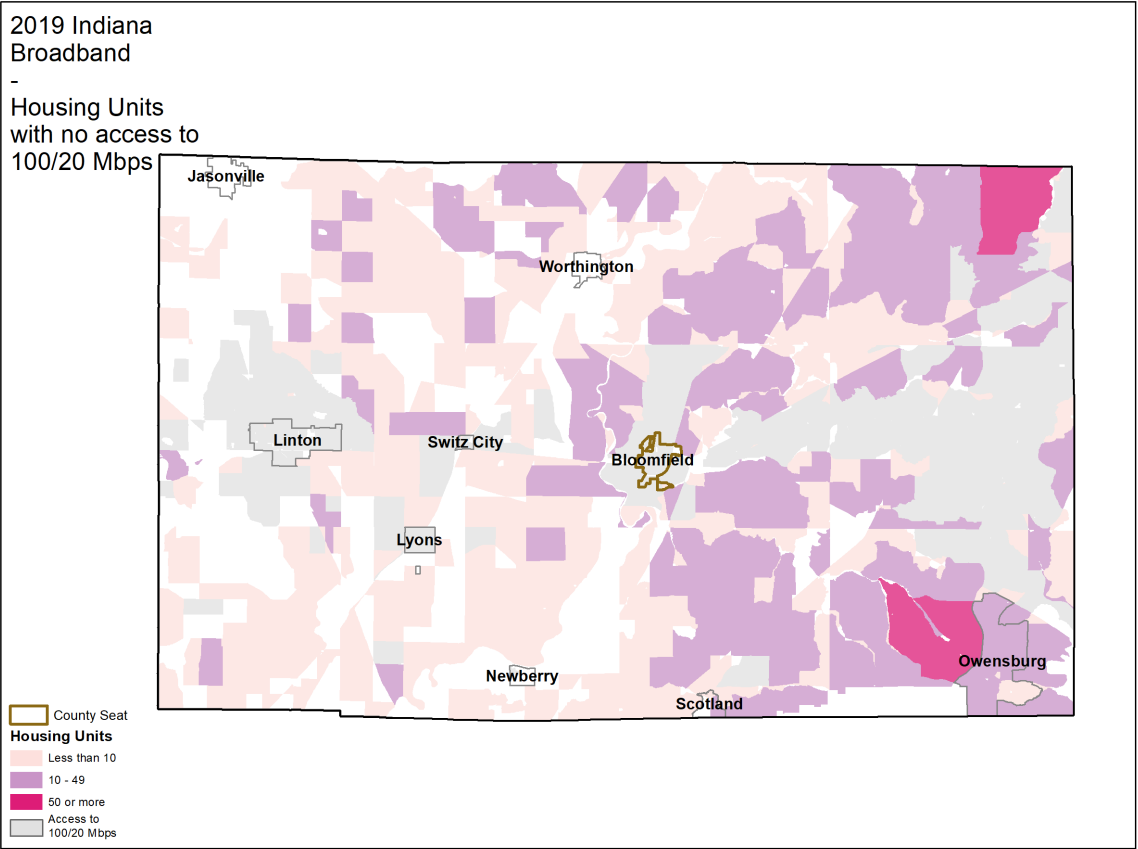 2019 Indiana
Broadband
-
Housing Units
with no access to
100/20 Mbps
Jasonville
Worthington
Linton
Switz City
Bloomfield
Lyons
Owensburg
Newberry
Scotland
County Seat
Housing Units
Less than 10
10 - 49
50 or more
Access to
100/20 Mbps